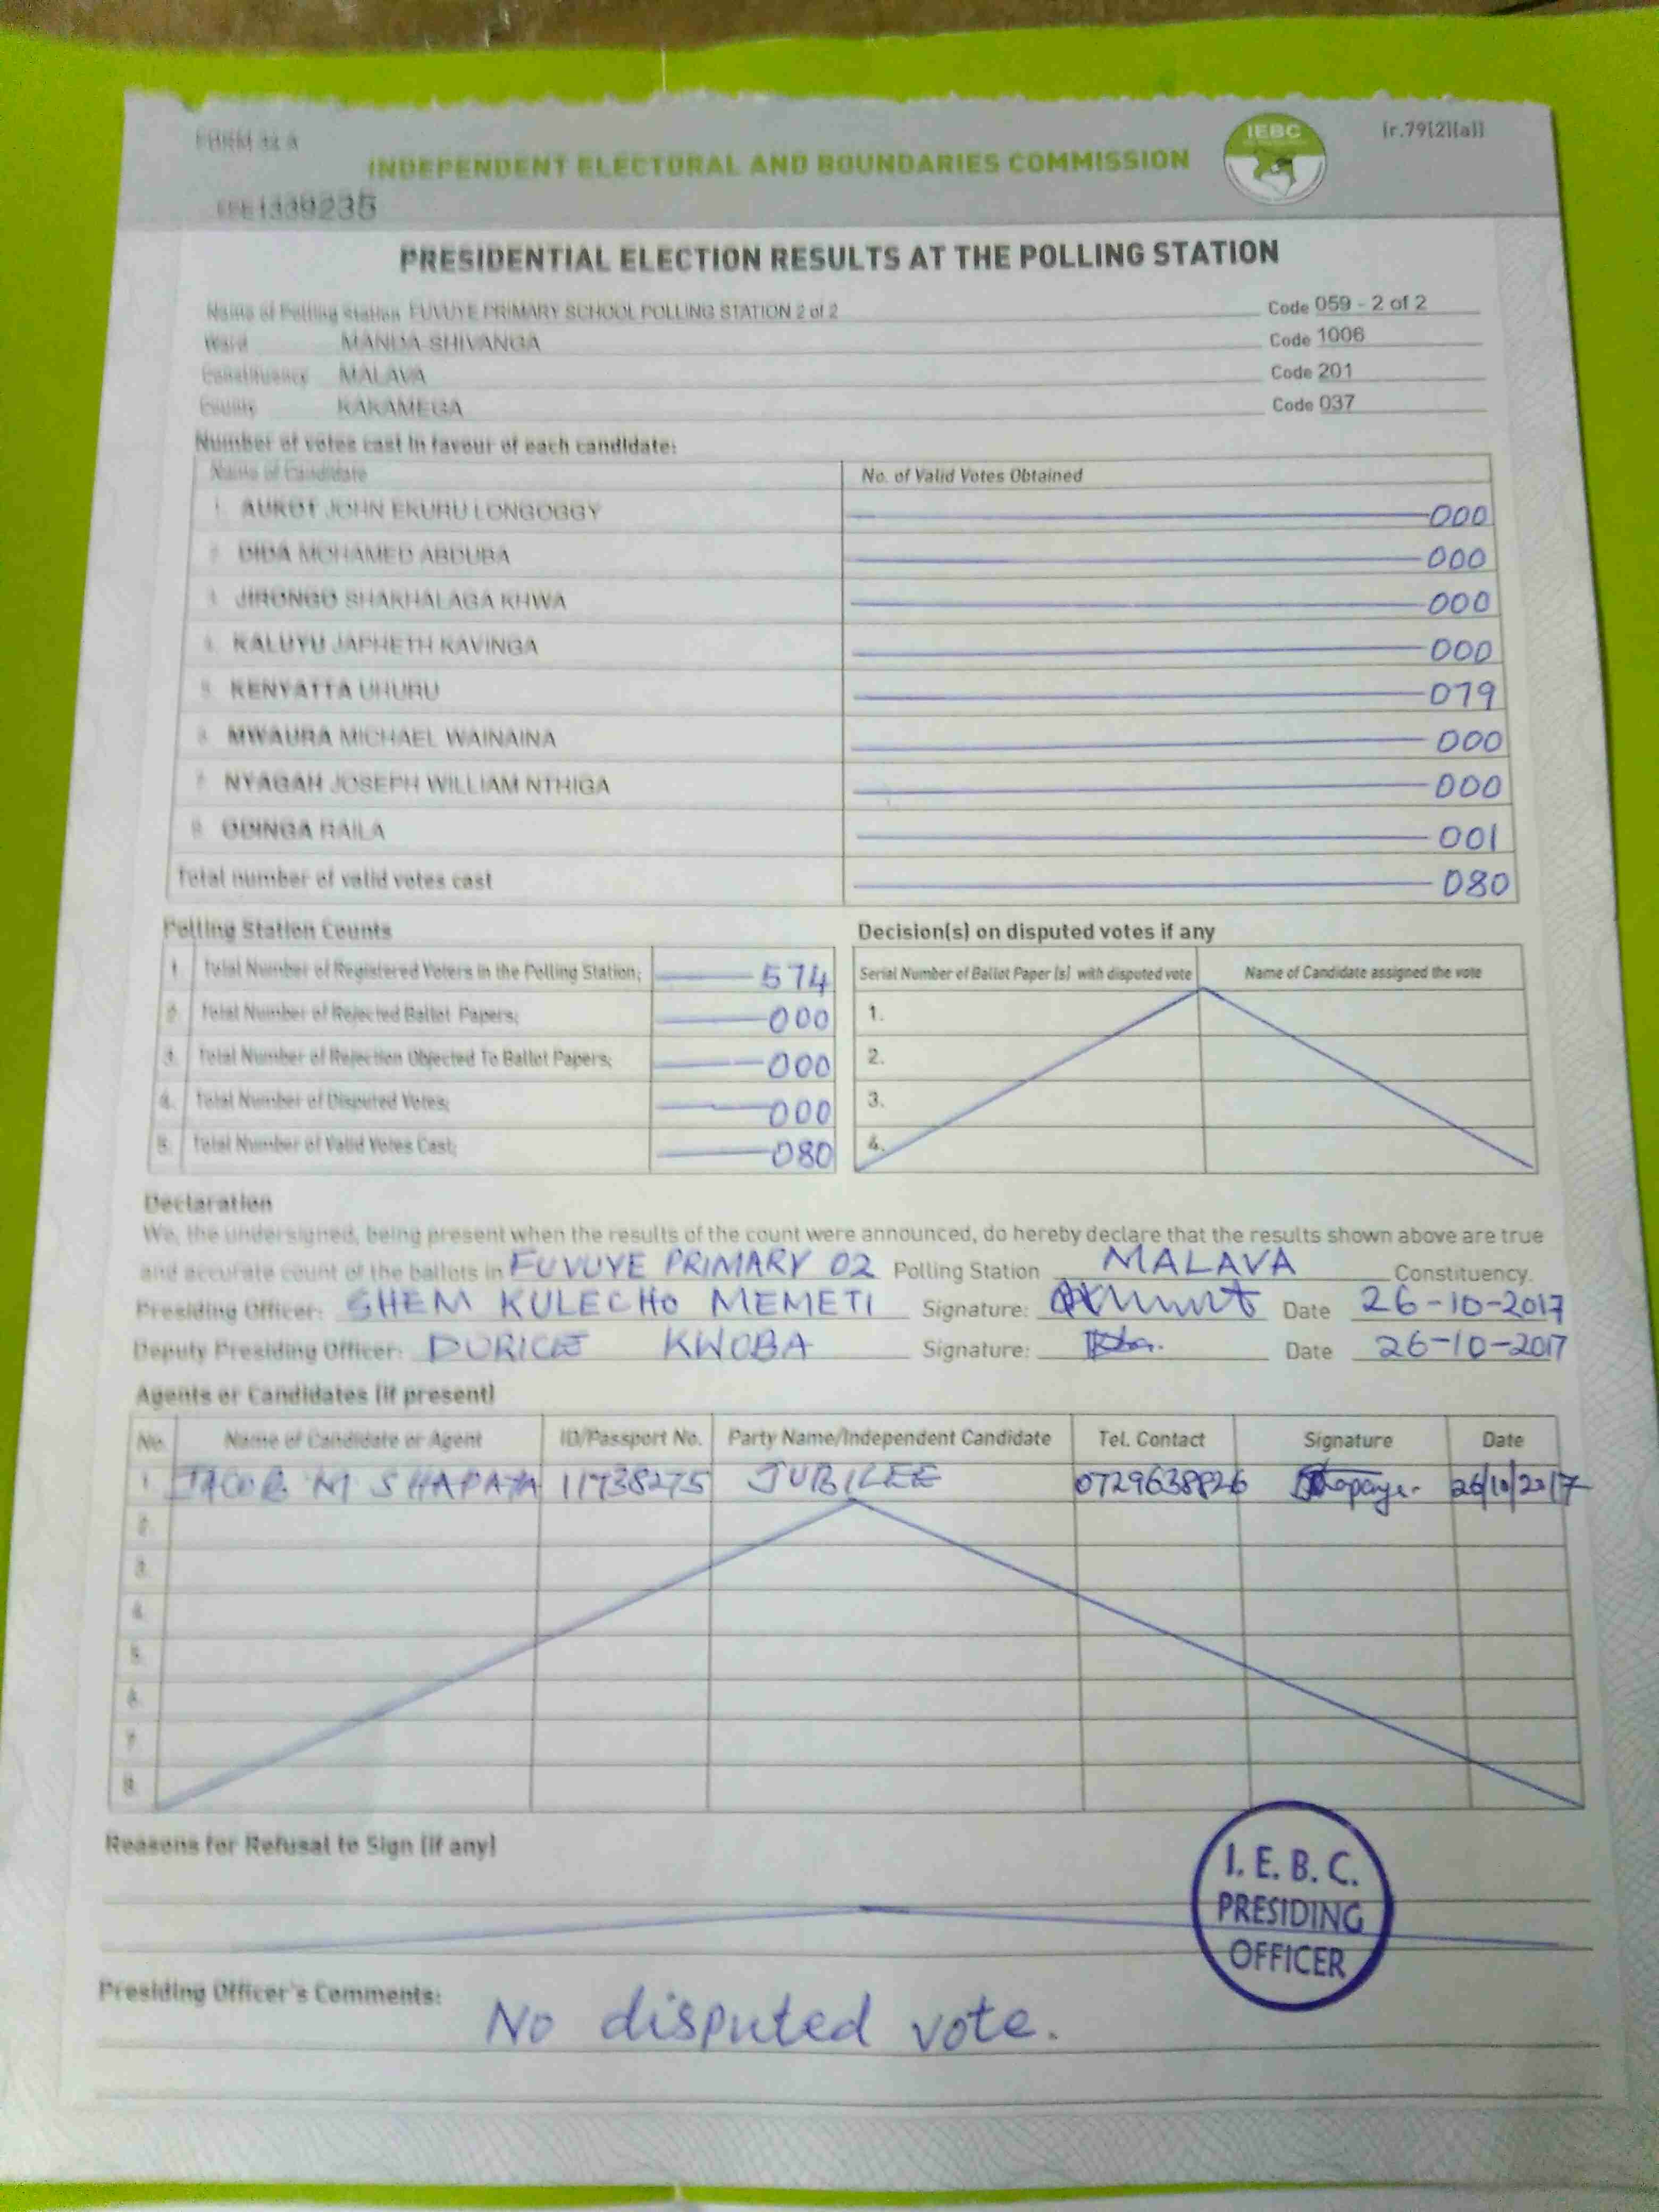 FORM 34 A
(r.79(2)(a))
IEBC
INDEPENDENT ELECTORAL AND BOUNDARIES COMMISSION
1339235
PRESIDENTIAL ELECTION RESULTS AT THE POLLING STATION
Name of Polling Station FUVUYE PRIMARY SCHOOL POLLING STATION 2 of 2 Code 059 - 2 of 2
Ward MANDA-SHIVANGA Code 1006
Constituency MALAVA Code 201
County KAKAMEGA Code 037
Number of votes cast in favour of each candidate:
Name of Candidate No. of Valid Votes Obtained
1. AUKOT JOHN EKURU LONGOGGY 000
2. DIDA MOHAMED ABDUBA 000
3. JIRONGO SHAKHALAGA KHWA 000
4. KALUYU JAPHETH KAVINGA 000
5. KENYATTA UHURU 079
6. MWAURA MICHAEL WAINAINA 000
7. NYAGAH JOSEPH WILLIAM NTHIGA 000
8. ODINGA RAILA 001
Total number of valid votes cast 080
Polling Station Counts
1. Total Number of Registered Voters in the Polling Station; 574
2. Total Number of Rejected Ballot Papers; 000
3. Total Number of Rejection Objected To Ballot Papers; 000
4. Total Number of Disputed Votes; 000
5. Total Number of Valid Votes Cast; 080
Decision(s) on disputed votes if any
Serial Number of Ballot Paper (s) with disputed vote Name of Candidate assigned the vote
1.
2.
3.
4.
Declaration
We, the undersigned, being present when the results of the count were announced, do hereby declare that the results shown above are true
and accurate count of the ballots in FUVUYE PRIMARY 02 Polling Station MALAVA Constituency.
Presiding Officer: SHEM KULECHO MEMETI Signature: Date 26-10-2017
Deputy Presiding Officer: KWOBA Signature: Date 26-10-2017
Agents or Candidates (if present)
No. Name of Candidate or Agent ID/Passport No. Party Name/Independent Candidate Tel. Contact Signature Date
1 JACOB M SHAPAYA 11738275 JUBILEE 0729638826 26/10/2017
2.
3.
4.
5.
6.
7
8.
Reasons for Refusal to Sign (if any)
I. E. B. C.
PRESIDING
OFFICER
Presiding Officer's Comments: No disputed vote.